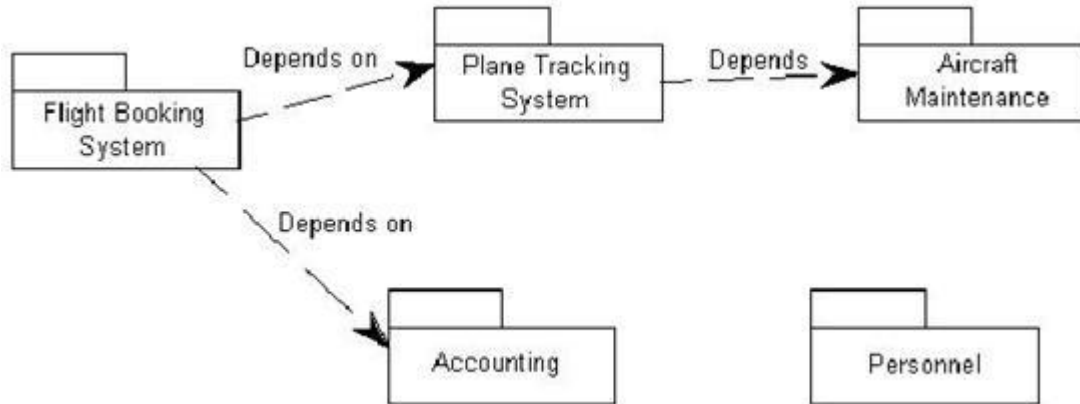 Depends on
Plane Tracking
System
Depends
Aircraft
Maintenance
Flight Booking
System
Depends on
Accounting
Personnel